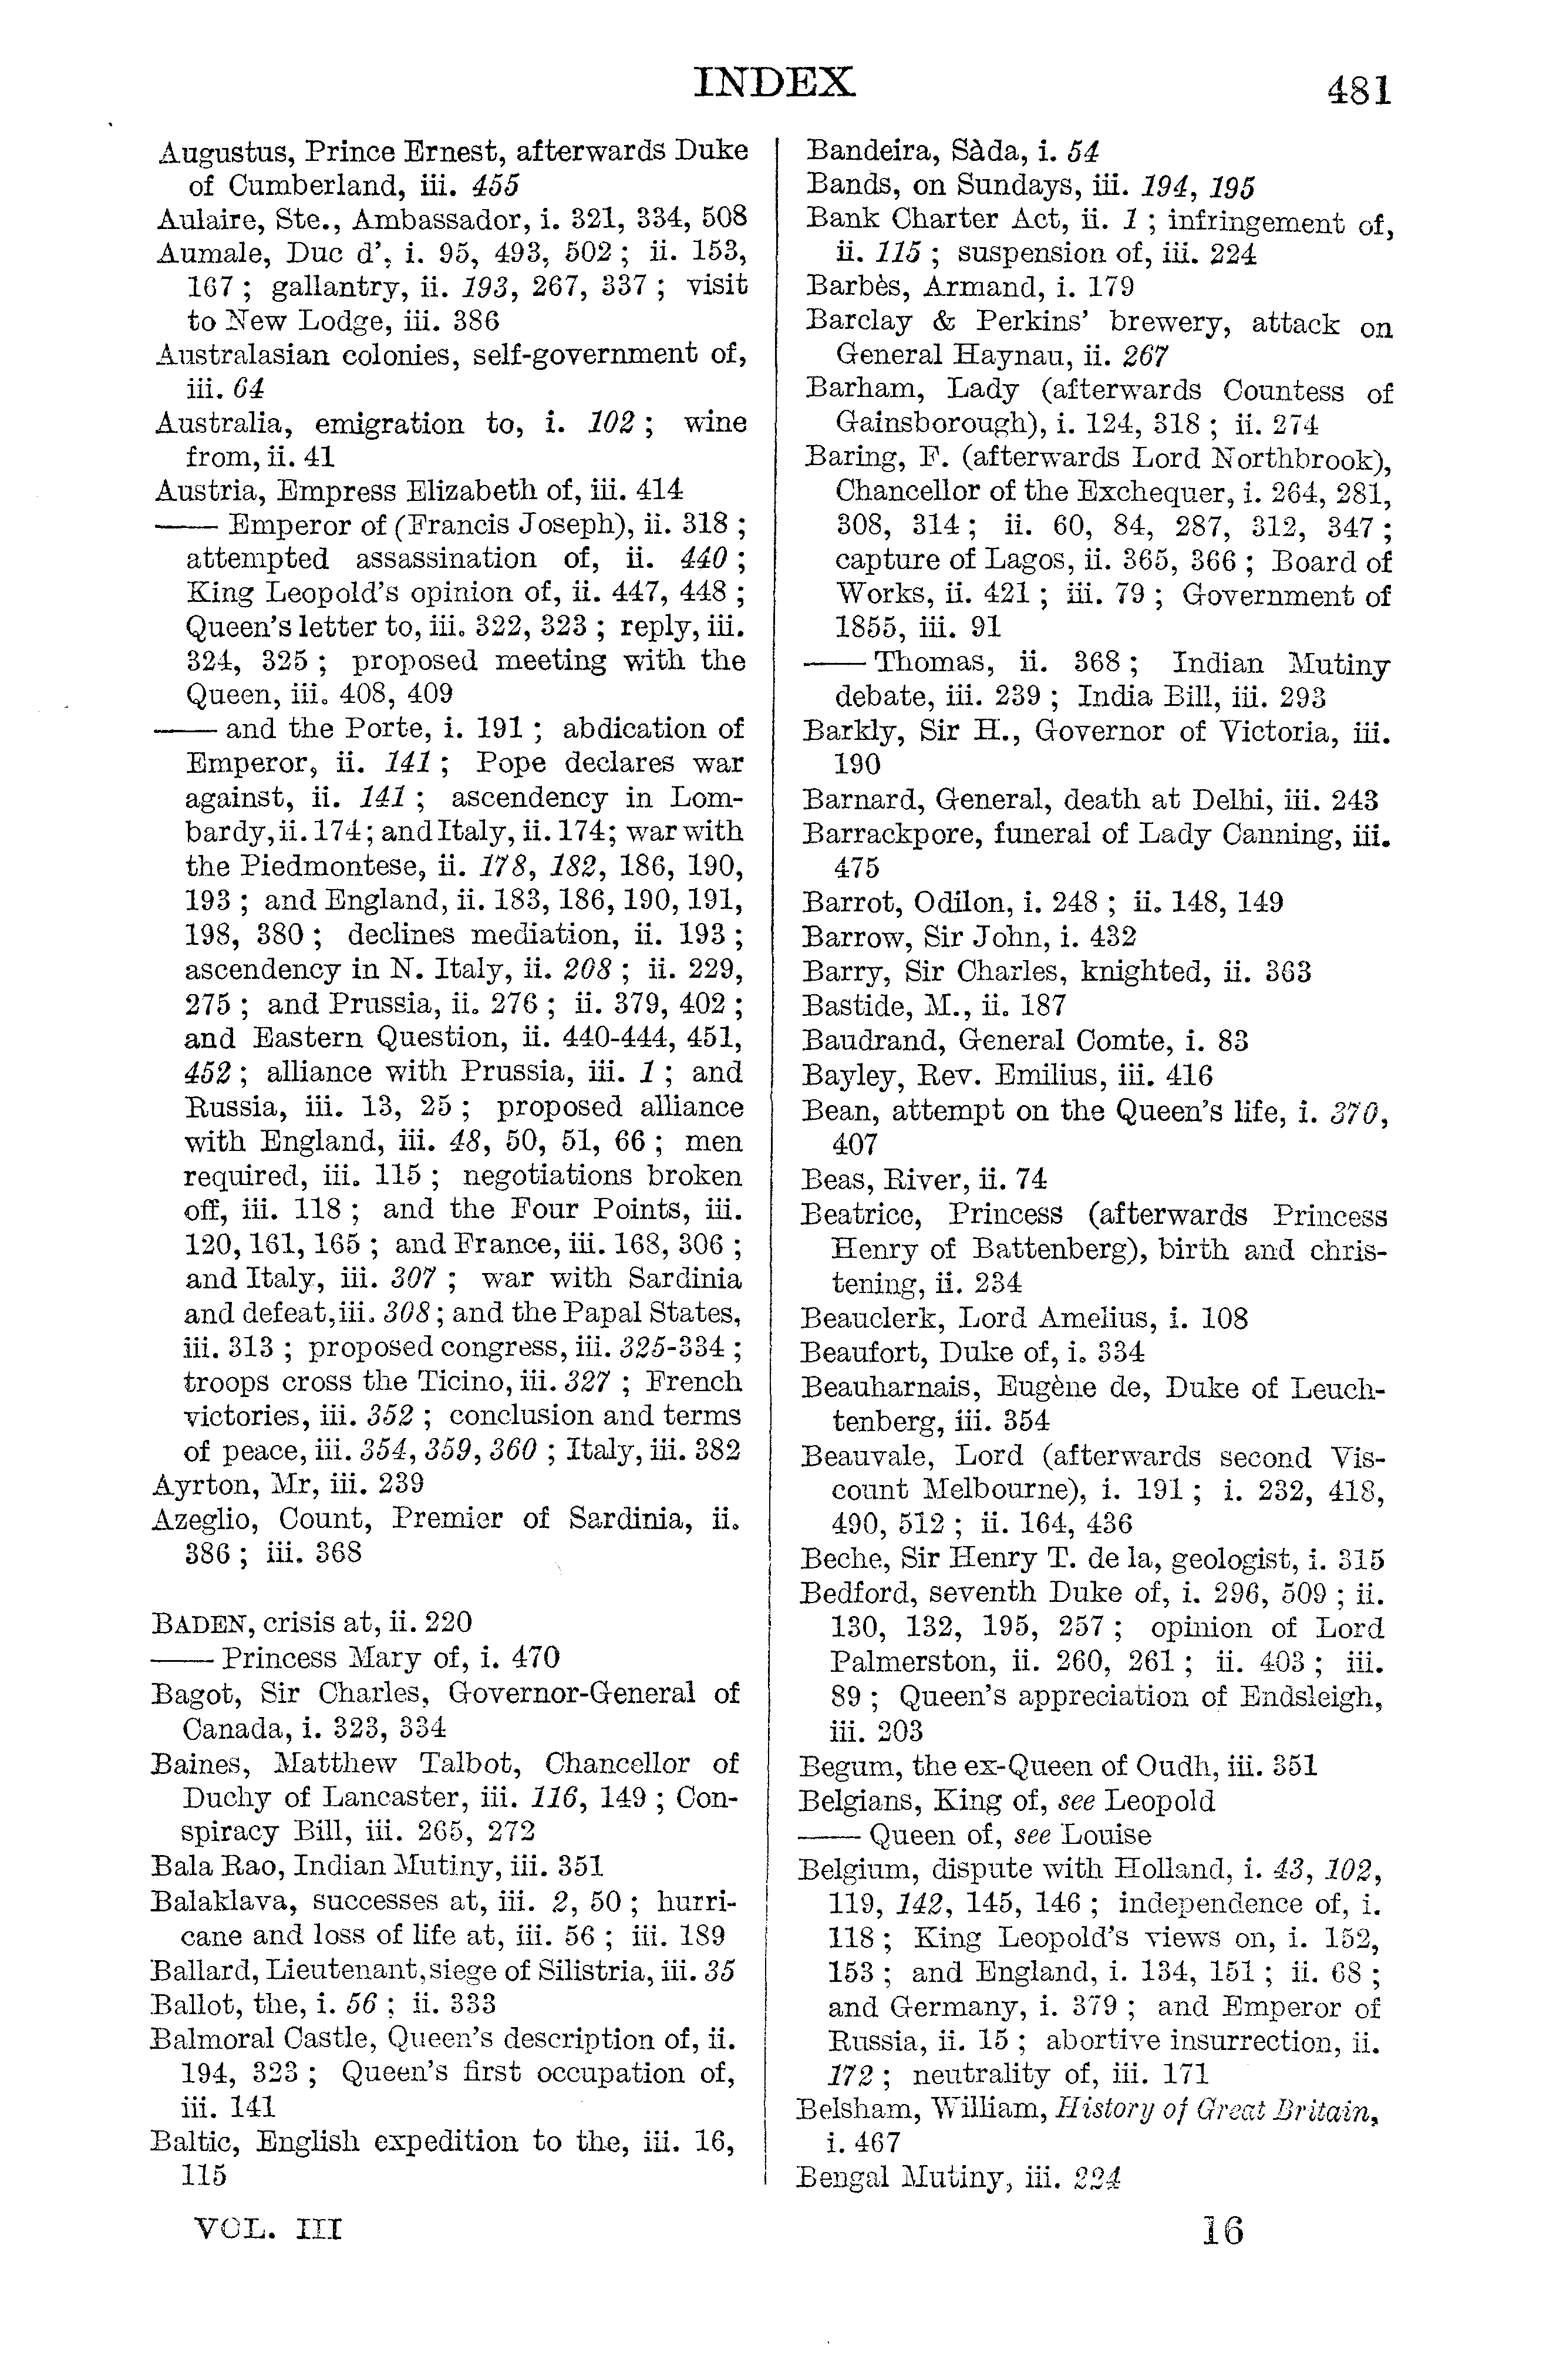 INDEX
481
Augustus, Prince Ernest, afterwards Duke
of Cumberland, iii. 455
Aulaire, Ste., Ambassador, i. 321, 334, 508
Aumale, Duc d', i. 95, 493, 502 ; ii. 153,
167 ; gallantry, ii. 193, 267, 337 ; visit
to New Lodge, iii. 386
Australasian colonies, self-government of,
iii. 64
Australia, emigration to, i. 102 ; wine
from, ii. 41
Austria, Empress Elizabeth of, iii. 414
—— Emperor of (Francis Joseph), ii. 318 ;
attempted assassination of, ii. 440 ;
King Leopold's opinion of, ii. 447, 448 ;
Queen's letter to, iii. 322, 323 ; reply, iii.
324, 325 ; proposed meeting with the
Queen, iii. 408, 409
—— and the Porte, i. 191 ; abdication of
Emperor, ii. 141 ; Pope declares war
against, ii. 141 ; ascendency in Lom-
bardy, ii. 174; and Italy, ii. 174; war with
the Piedmontese, ii. 178, 182, 186, 190,
193 ; and England, ii. 183, 186, 190, 191,
198, 380 ; declines mediation, ii. 193 ;
ascendency in N. Italy, ii. 208 ; ii. 229,
275 ; and Prussia, ii. 276 ; ii. 379, 402 ;
and Eastern Question, ii. 440-444, 451,
452 ; alliance with Prussia, iii. 1 ; and
Russia, iii. 13, 25 ; proposed alliance
with England, iii. 48, 50, 51, 66 ; men
required, iii. 115 ; negotiations broken
off, iii. 118 ; and the Four Points, iii.
120, 161, 165 ; and France, iii. 168, 306 ;
and Italy, iii. 307 ; war with Sardinia
and defeat, iii. 308 ; and the Papal States,
iii. 313 ; proposed congress, iii. 325-334 ;
troops cross the Ticino, iii. 327 ; French
victories, iii. 352 ; conclusion and terms
of peace, iii. 354, 359, 360 ; Italy, iii. 382
Ayrton, Mr, iii. 239
Azeglio, Count, Premier of Sardinia, ii.
386 ; iii. 368
BADEN, crisis at, ii. 220
—— Princess Mary of, i. 470
Bagot, Sir Charles, Governor-General of
Canada, i. 323, 334
Baines, Matthew Talbot, Chancellor of
Duchy of Lancaster, iii. 116, 149 ; Con-
spiracy Bill, iii. 265, 272
Bala Rao, Indian Mutiny, iii. 351
Balaklava, successes at, iii. 2, 50 ; hurri-
cane and loss of life at, iii. 56 ; iii. 189
Ballard, Lieutenant, siege of Silistria, iii. 35
Ballot, the, i. 56 ; ii. 333
Balmoral Castle, Queen's description of, ii.
194, 323 ; Queen's first occupation of,
iii. 141
Baltic, English expedition to the, iii. 16,
115
Bandeira, Sàda, i. 54
Bands, on Sundays, iii. 194, 195
Bank Charter Act, ii. 1 ; infringement of,
ii. 115 ; suspension of, iii. 224
Barbès, Armand, i. 179
Barclay & Perkins' brewery, attack on
General Haynau, ii. 267
Barham, Lady (afterwards Countess of
Gainsborough), i. 124, 318 ; ii. 274
Baring, F. (afterwards Lord Northbrook),
Chancellor of the Exchequer, i. 264, 281,
308, 314 ; ii. 60, 84, 287, 312, 347 ;
capture of Lagos, ii. 365, 366 ; Board of
Works, ii. 421 ; iii. 79 ; Government of
1855, iii. 91
—— Thomas, ii. 368 ; Indian Mutiny
debate, iii. 239 ; India Bill, iii. 293
Barkly, Sir H., Governor of Victoria, iii.
190
Barnard, General, death at Delhi, iii. 243
Barrackpore, funeral of Lady Canning, iii.
475
Barrot, Odilon, i. 248 ; ii. 148, 149
Barrow, Sir John, i. 432
Barry, Sir Charles, knighted, ii. 363
Bastide, M., ii. 187
Baudrand, General Comte, i. 83
Bayley, Rev. Emilius, iii. 416
Bean, attempt on the Queen's life, i. 370,
407
Beas, River, ii. 74
Beatrice, Princess (afterwards Princess
Henry of Battenberg), birth and chris-
tening, ii. 234
Beauclerk, Lord Amelius, i. 108
Beaufort, Duke of, i. 334
Beauharnais, Eugène de, Duke of Leuch-
tenberg, iii. 354
Beauvale, Lord (afterwards second Vis-
count Melbourne), i. 191 ; i. 232, 418,
490, 512 ; ii. 164, 436
Beche, Sir Henry T. de la, geologist, i. 315
Bedford, seventh Duke of, i. 296, 509 ; ii.
130, 132, 195, 257 ; opinion of Lord
Palmerston, ii. 260, 261 ; ii. 403 ; iii.
89 ; Queen's appreciation of Endsleigh,
iii. 203
Begum, the ex-Queen of Oudh, iii. 351
Belgians, King of, see Leopold
—— Queen of, see Louise
Belgium, dispute with Holland, i. 43, 102,
119, 142, 145, 146 ; independence of, i.
118 ; King Leopold's views on, i. 152,
153 ; and England, i. 134, 151 ; ii. 68 ;
and Germany, i. 379 ; and Emperor of
Russia, ii. 15 ; abortive insurrection, ii.
172 ; neutrality of, iii. 171
Belsham, William, History of Great Britain,
i. 467
Bengal Mutiny, iii. 224
VOL. III
16